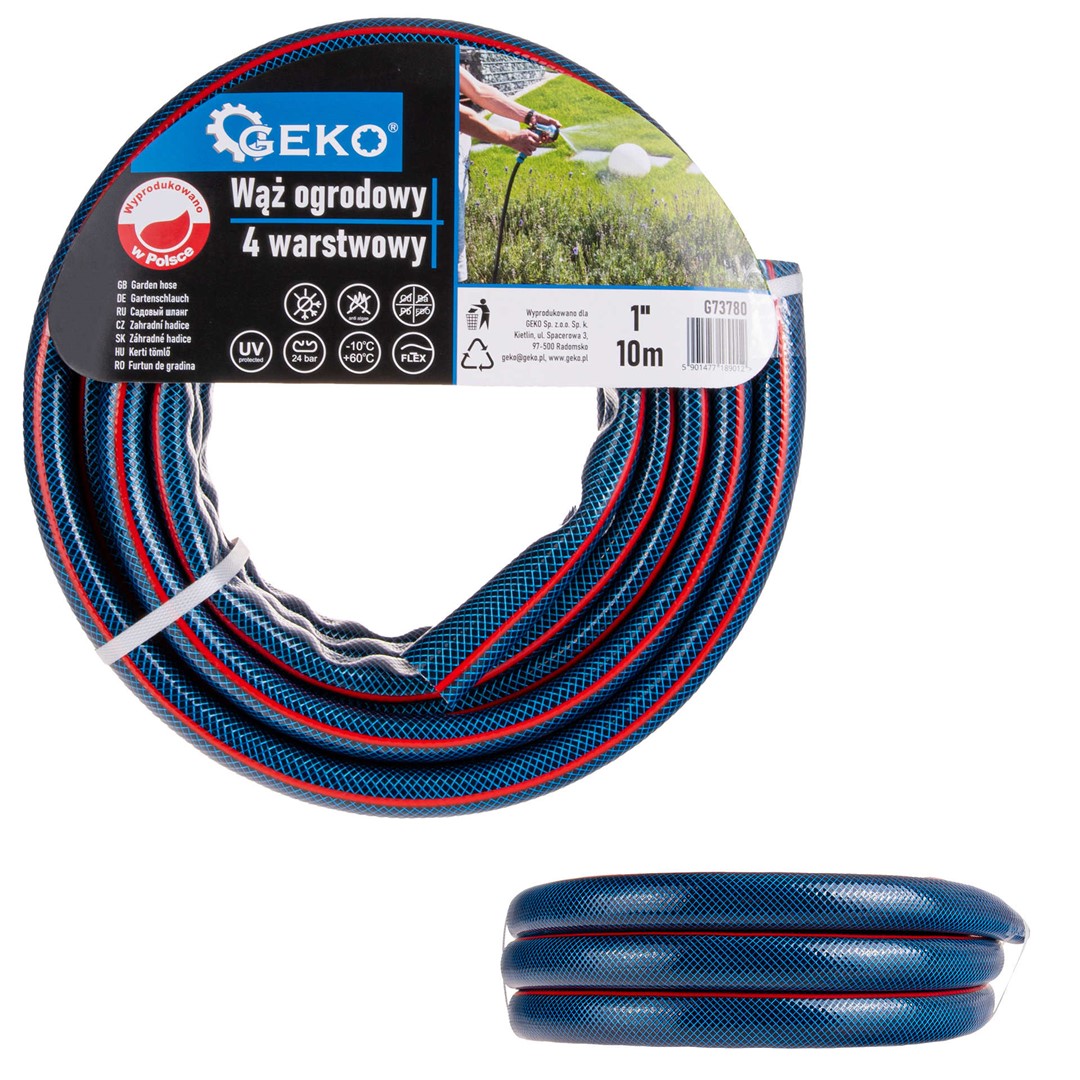 GEKO®
Wąż ogrodowy
4 warstwowy
Wyprodukowano
w Polsce
GB Garden hose
DE Gartenschlauch
RU Садовый шланг
CZ Zahradní hadice
SK Záhradné hadice
HU Kerti tömlő
RO Furtun de gradina
anti algae
Cd Ba
Pb
UV
protected
24 bar
-10°C
+60°C
FLEX
Wyprodukowano dla
GEKO Sp. z.o.o. Sp. k.
Kietlin, ul. Spacerowa 3,
97-500 Radomsko
geko@geko.pl, www.geko.pl
1"
10m
G73780
5 901477 189012 >